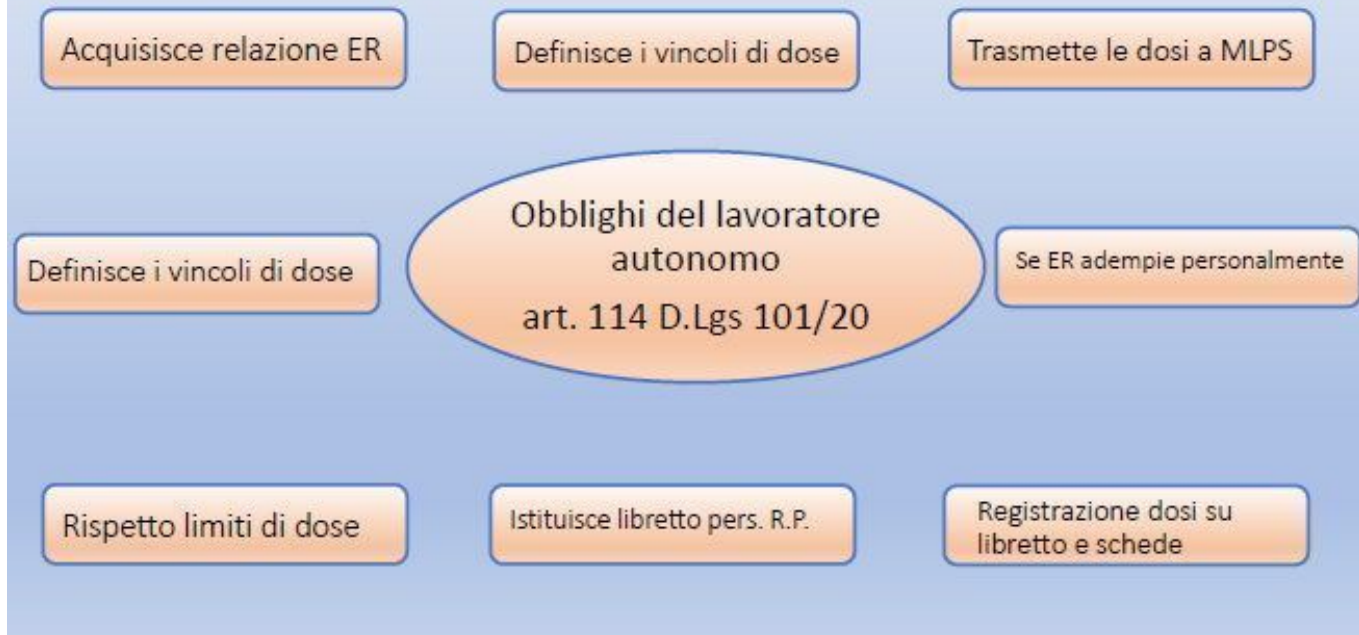 Acquisisce relazione ER
Definisce i vincoli di dose
Trasmette le dosi a MLPS
Obblighi del lavoratore
autonomo
art. 114 D.Lgs 101/20
Definisce i vincoli di dose
Se ER adempie personalmente
Rispetto limiti di dose
Istituisce libretto pers. R.P.
Registrazione dosi su
libretto e schede